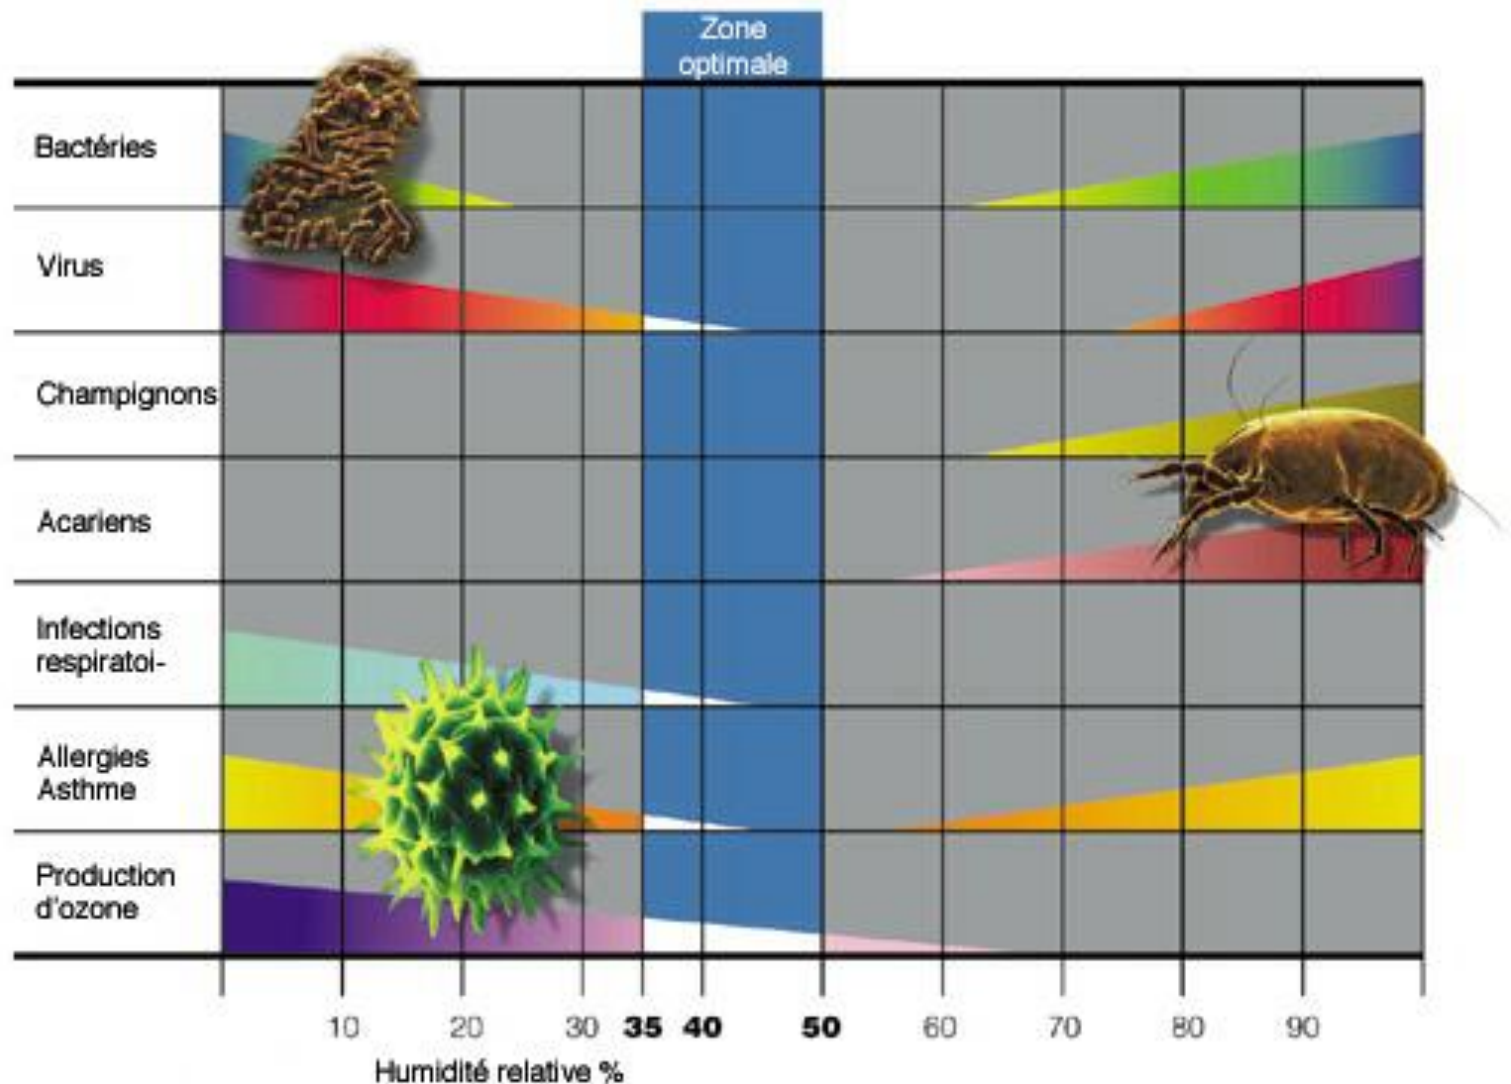 Zone
optimale
Bactéries
Virus
Champignons
Acariens
Infections
respiratoi-
Allergies
Asthme
Production
d'ozone
10 20 30 35 40 50 60 70 80 90
Humidité relative %